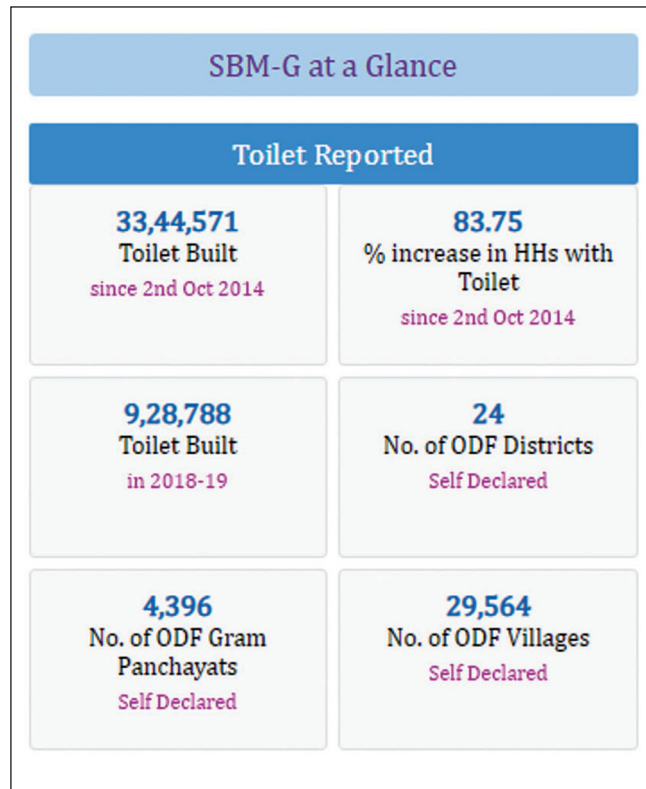 SBM-G at a Glance
Toilet Reported
33,44,571
Toilet Built
since 2nd Oct 2014
83.75
% increase in HHs with
Toilet
since 2nd Oct 2014
9,28,788
Toilet Built
in 2018-19
24
No. of ODF Districts
Self Declared
4,396
No. of ODF Gram
Panchayats
Self Declared
29,564
No. of ODF Villages
Self Declared